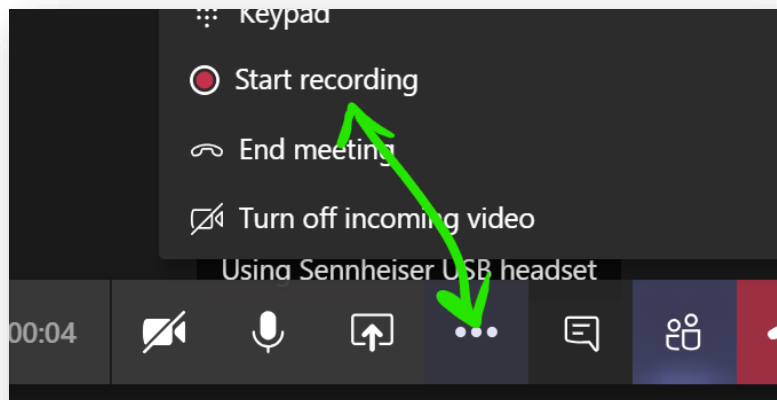 Keypad
Start recording
End meeting
Turn off incoming video
Using Sennheiser USB headset
00:04